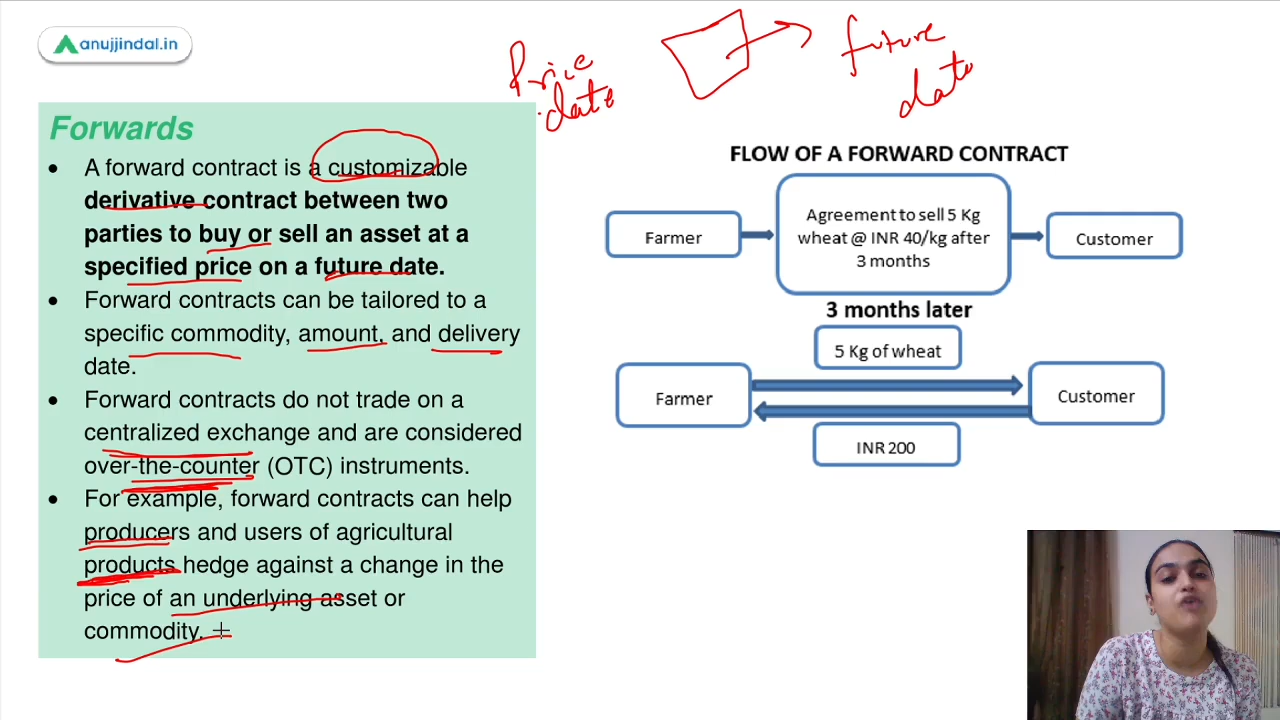 anujjindal.in
Price
date
future
date
Forwards
• A forward contract is a customizable
derivative contract between two
parties to buy or sell an asset at a
specified price on a future date.
• Forward contracts can be tailored to a
specific commodity, amount, and delivery
date.
• Forward contracts do not trade on a
centralized exchange and are considered
over-the-counter (OTC) instruments.
• For example, forward contracts can help
producers and users of agricultural
products hedge against a change in the
price of an underlying asset or
commodity.
FLOW OF A FORWARD CONTRACT
Farmer
Agreement to sell 5 Kg
wheat @ INR 40/kg after
3 months
Customer
3 months later
5 Kg of wheat
Farmer
Customer
INR 200